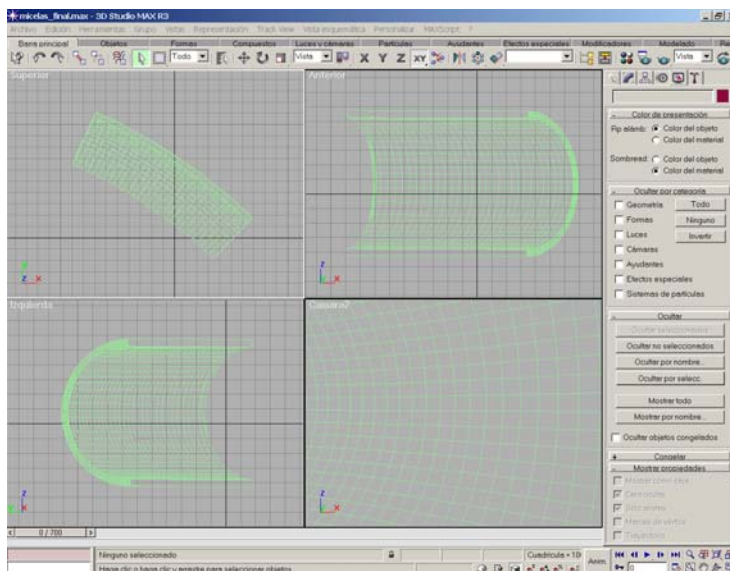 micelas_final.max - 3D Studio MAX R3
Archivo Edición Herramientas Grupo Vistas Representación Track View Vista esquemática Personalizar MAXScript ?
Barra principal Objetos Formas Compuestos Luces y cámaras Partículas Ayudantes Efectos especiales Modificadores Modelado Re
Todo Vista X Y Z XY Vista
Superior
Anterior
Color de presentación
Rip alámb: Color del objeto
Color del material
Sombread: Color del objeto
Color del material
Ocultar por categoría
Geometría Todo
Formas Ninguno
Luces Invertir
Cámaras
Ayudantes
Efectos especiales
Sistemas de partículas
Izquierda
Camara2
Ocultar
Ocultar seleccionados
Ocultar no seleccionados
Ocultar por nombre...
Ocultar por selecc.
Mostrar todo
Mostrar por nombre...
Ocultar objetos congelados
Congelar
Mostrar propiedades
Mostrar como caja
Cara oculta
Sólo aristas
Marcas de vértice
Trayectoria
0 / 700
Ninguno seleccionado
Cuadrícula = 10
Anim
0
Haga clic o haga clic y arrastre para seleccionar objetos